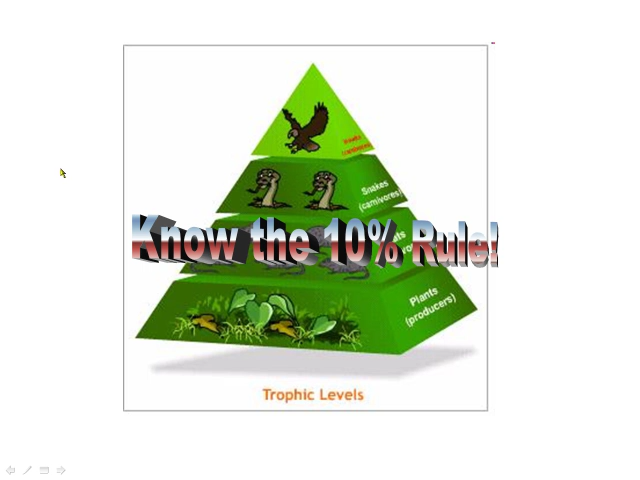 Snakes
(carnivores)
Know the 10% Rule!
Plants
(producers)
Trophic Levels